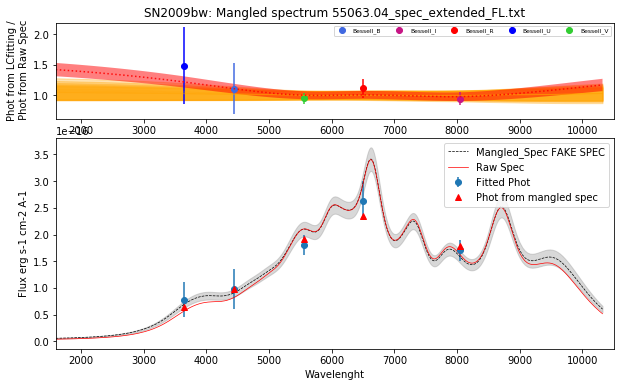 SN2009bw: Mangled spectrum 55063.04_spec_extended_FL.txt
Phot from LCfitting /
Phot from Raw Spec
2.0
1.5
1.0
Bessell_B
Bessell_I
Bessell_R
Bessell_U
Bessell_V
2000 3000 4000 5000 6000 7000 8000 9000 10000
1e−16
Flux erg s-1 cm-2 A-1
3.5
3.0
2.5
2.0
1.5
1.0
0.5
0.0
Mangled_Spec FAKE SPEC
Raw Spec
Fitted Phot
Phot from mangled spec
2000 3000 4000 5000 6000 7000 8000 9000 10000
Wavelenght